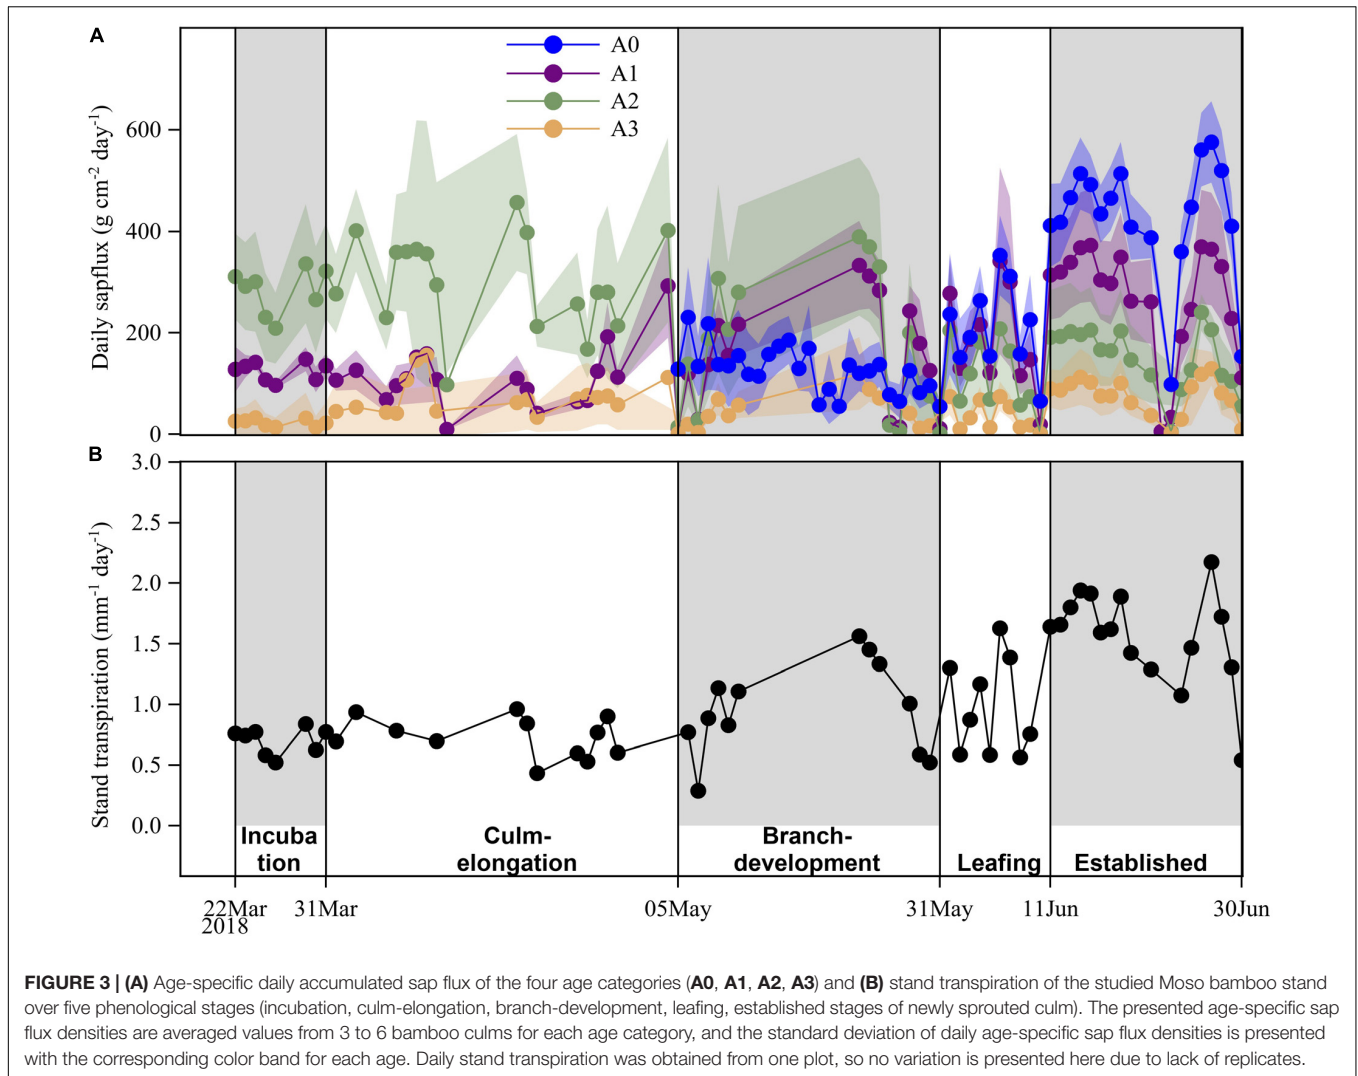 A
A0
A1
A2
A3
Daily sapflux (g cm-2 day-1)
600
400
200
0
B
Stand transpiration (mm-1 day-1)
3.0
2.5
2.0
1.5
1.0
0.5
0.0
Incuba
tion
Culm-
elongation
Branch-
development
Leafing
Established
22Mar
2018
31Mar
05May
31May
11Jun
30Jun
FIGURE 3 | (A) Age-specific daily accumulated sap flux of the four age categories (A0, A1, A2, A3) and (B) stand transpiration of the studied Moso bamboo stand
over five phenological stages (incubation, culm-elongation, branch-development, leafing, established stages of newly sprouted culm). The presented age-specific sap
flux densities are averaged values from 3 to 6 bamboo culms for each age category, and the standard deviation of daily age-specific sap flux densities is presented
with the corresponding color band for each age. Daily stand transpiration was obtained from one plot, so no variation is presented here due to lack of replicates.